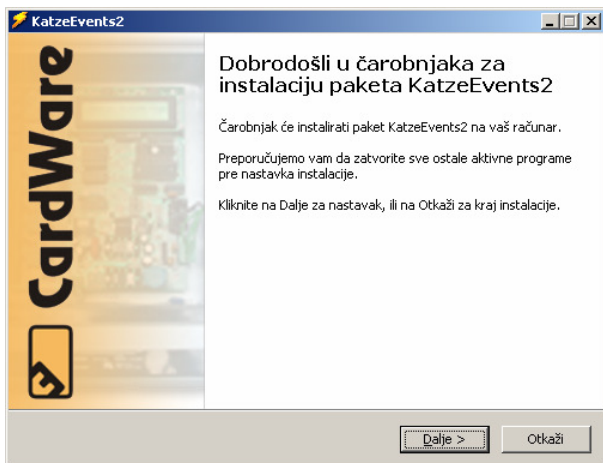 KatzeEvents2
CardWare
Dobrodošli u čarobnjaka za
instalaciju paketa KatzeEvents2
Čarobnjak će instalirati paket KatzeEvents2 na vaš računar.
Preporučujemo vam da zatvorite sve ostale aktivne programe
pre nastavka instalacije.
Kliknite na Dalje za nastavak, ili na Otkaži za kraj instalacije.
Dalje >
Otkaži